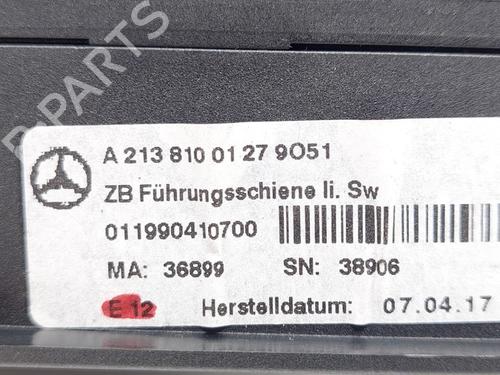 A 213 810 01 27 9O51
ZB Führungsschiene li. Sw
011990410700
MA: 36899 SN: 38906
E 12 Herstelldatum: 07.04.17
B-PARTS